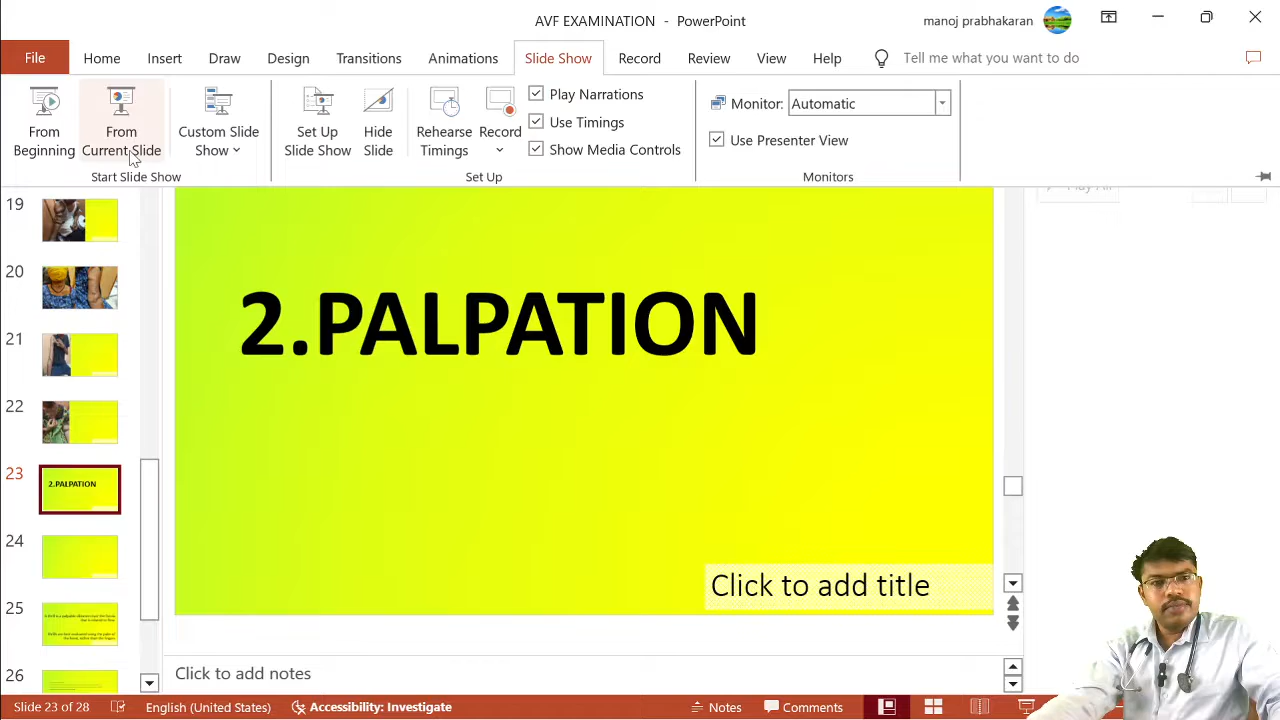 AVF EXAMINATION - PowerPoint
manoj prabhakaran
File
Home
Insert
Draw
Design
Transitions
Animations
Slide Show
Record
Review
View
Help
Tell me what you want to do
From Beginning
From Current Slide
Custom Slide Show
Set Up Slide Show
Hide Slide
Rehearse Timings
Record
Play Narrations
Use Timings
Show Media Controls
Monitor: Automatic
Use Presenter View
Start Slide Show
Set Up
Monitors
Play All
19
20
21
22
23
2.PALPATION
24
25
26
2.PALPATION
Click to add title
Click to add notes
Slide 23 of 28
English (United States)
Accessibility: Investigate
Notes
Comments